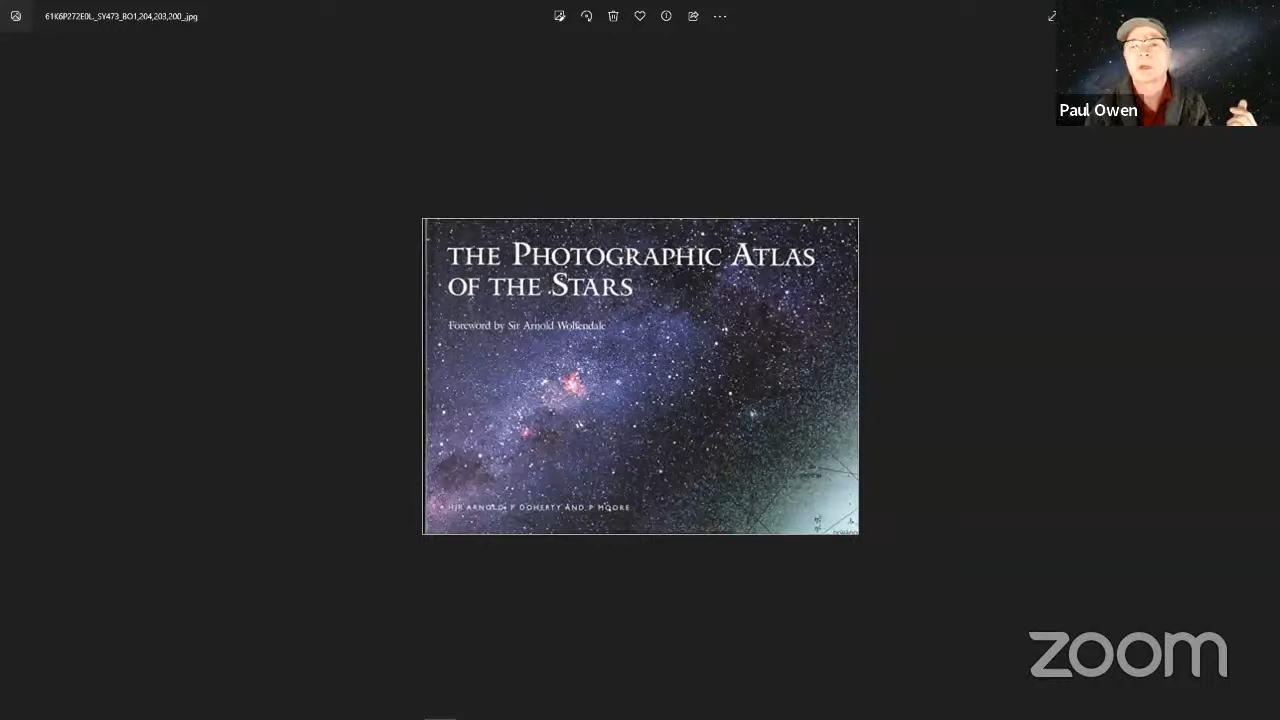 61K6P272E0L._SY473_BO1,204,203,200_.jpg
Paul Owen
THE PHOTOGRAPHIC ATLAS
OF THE STARS
Foreword by Sir Arnold Wolfendale
H J P ARNOLD, P DOHERTY AND P MOORE
zoom